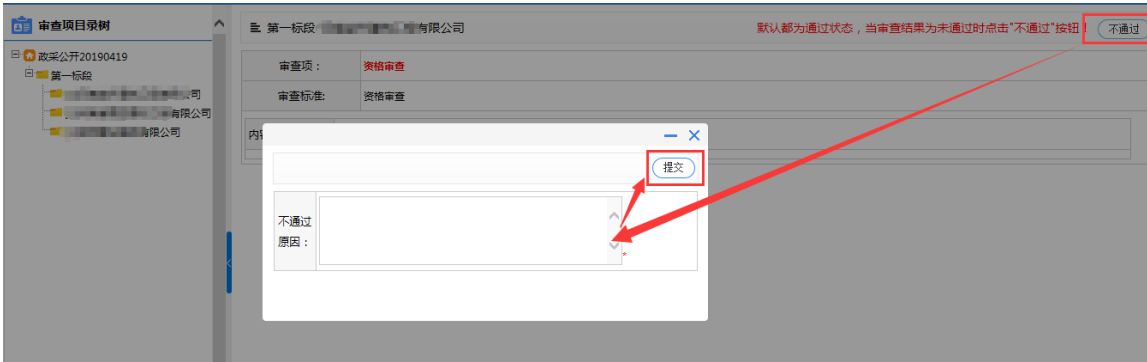 审查项目录树
政采公开20190419
第一标段
司
有限公司
有限公司
第一标段 有限公司
默认都为通过状态，当审查结果为未通过时点击"不通过"按钮！
不通过
审查项：
资格审查
审查标准:
资格审查
内
提交
不通过
原因：
*